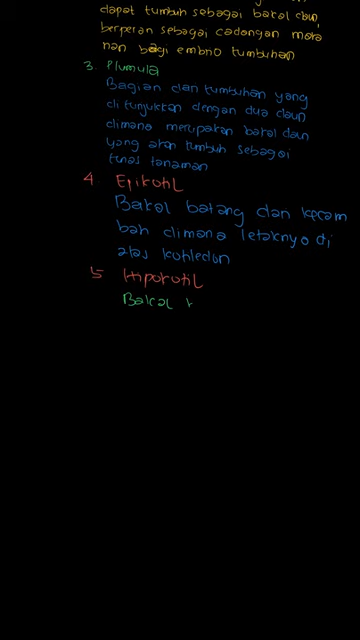 dapat tumbuh sebagai bakal daun,
berperan sebagai cadangan maka
nan bagi embrio tumbuhan
3. Plumula
Bagian dan tumbuhan yang
di tunjukkan dengan dua daun
dimana merupakan bakal daun
yang akan tumbuh sebagai
tunas tanaman
4. Epikotil
Bakal batang dan kecam
bah dimana letaknya di
atas kotiledon
5 Hipokotil
Bakal